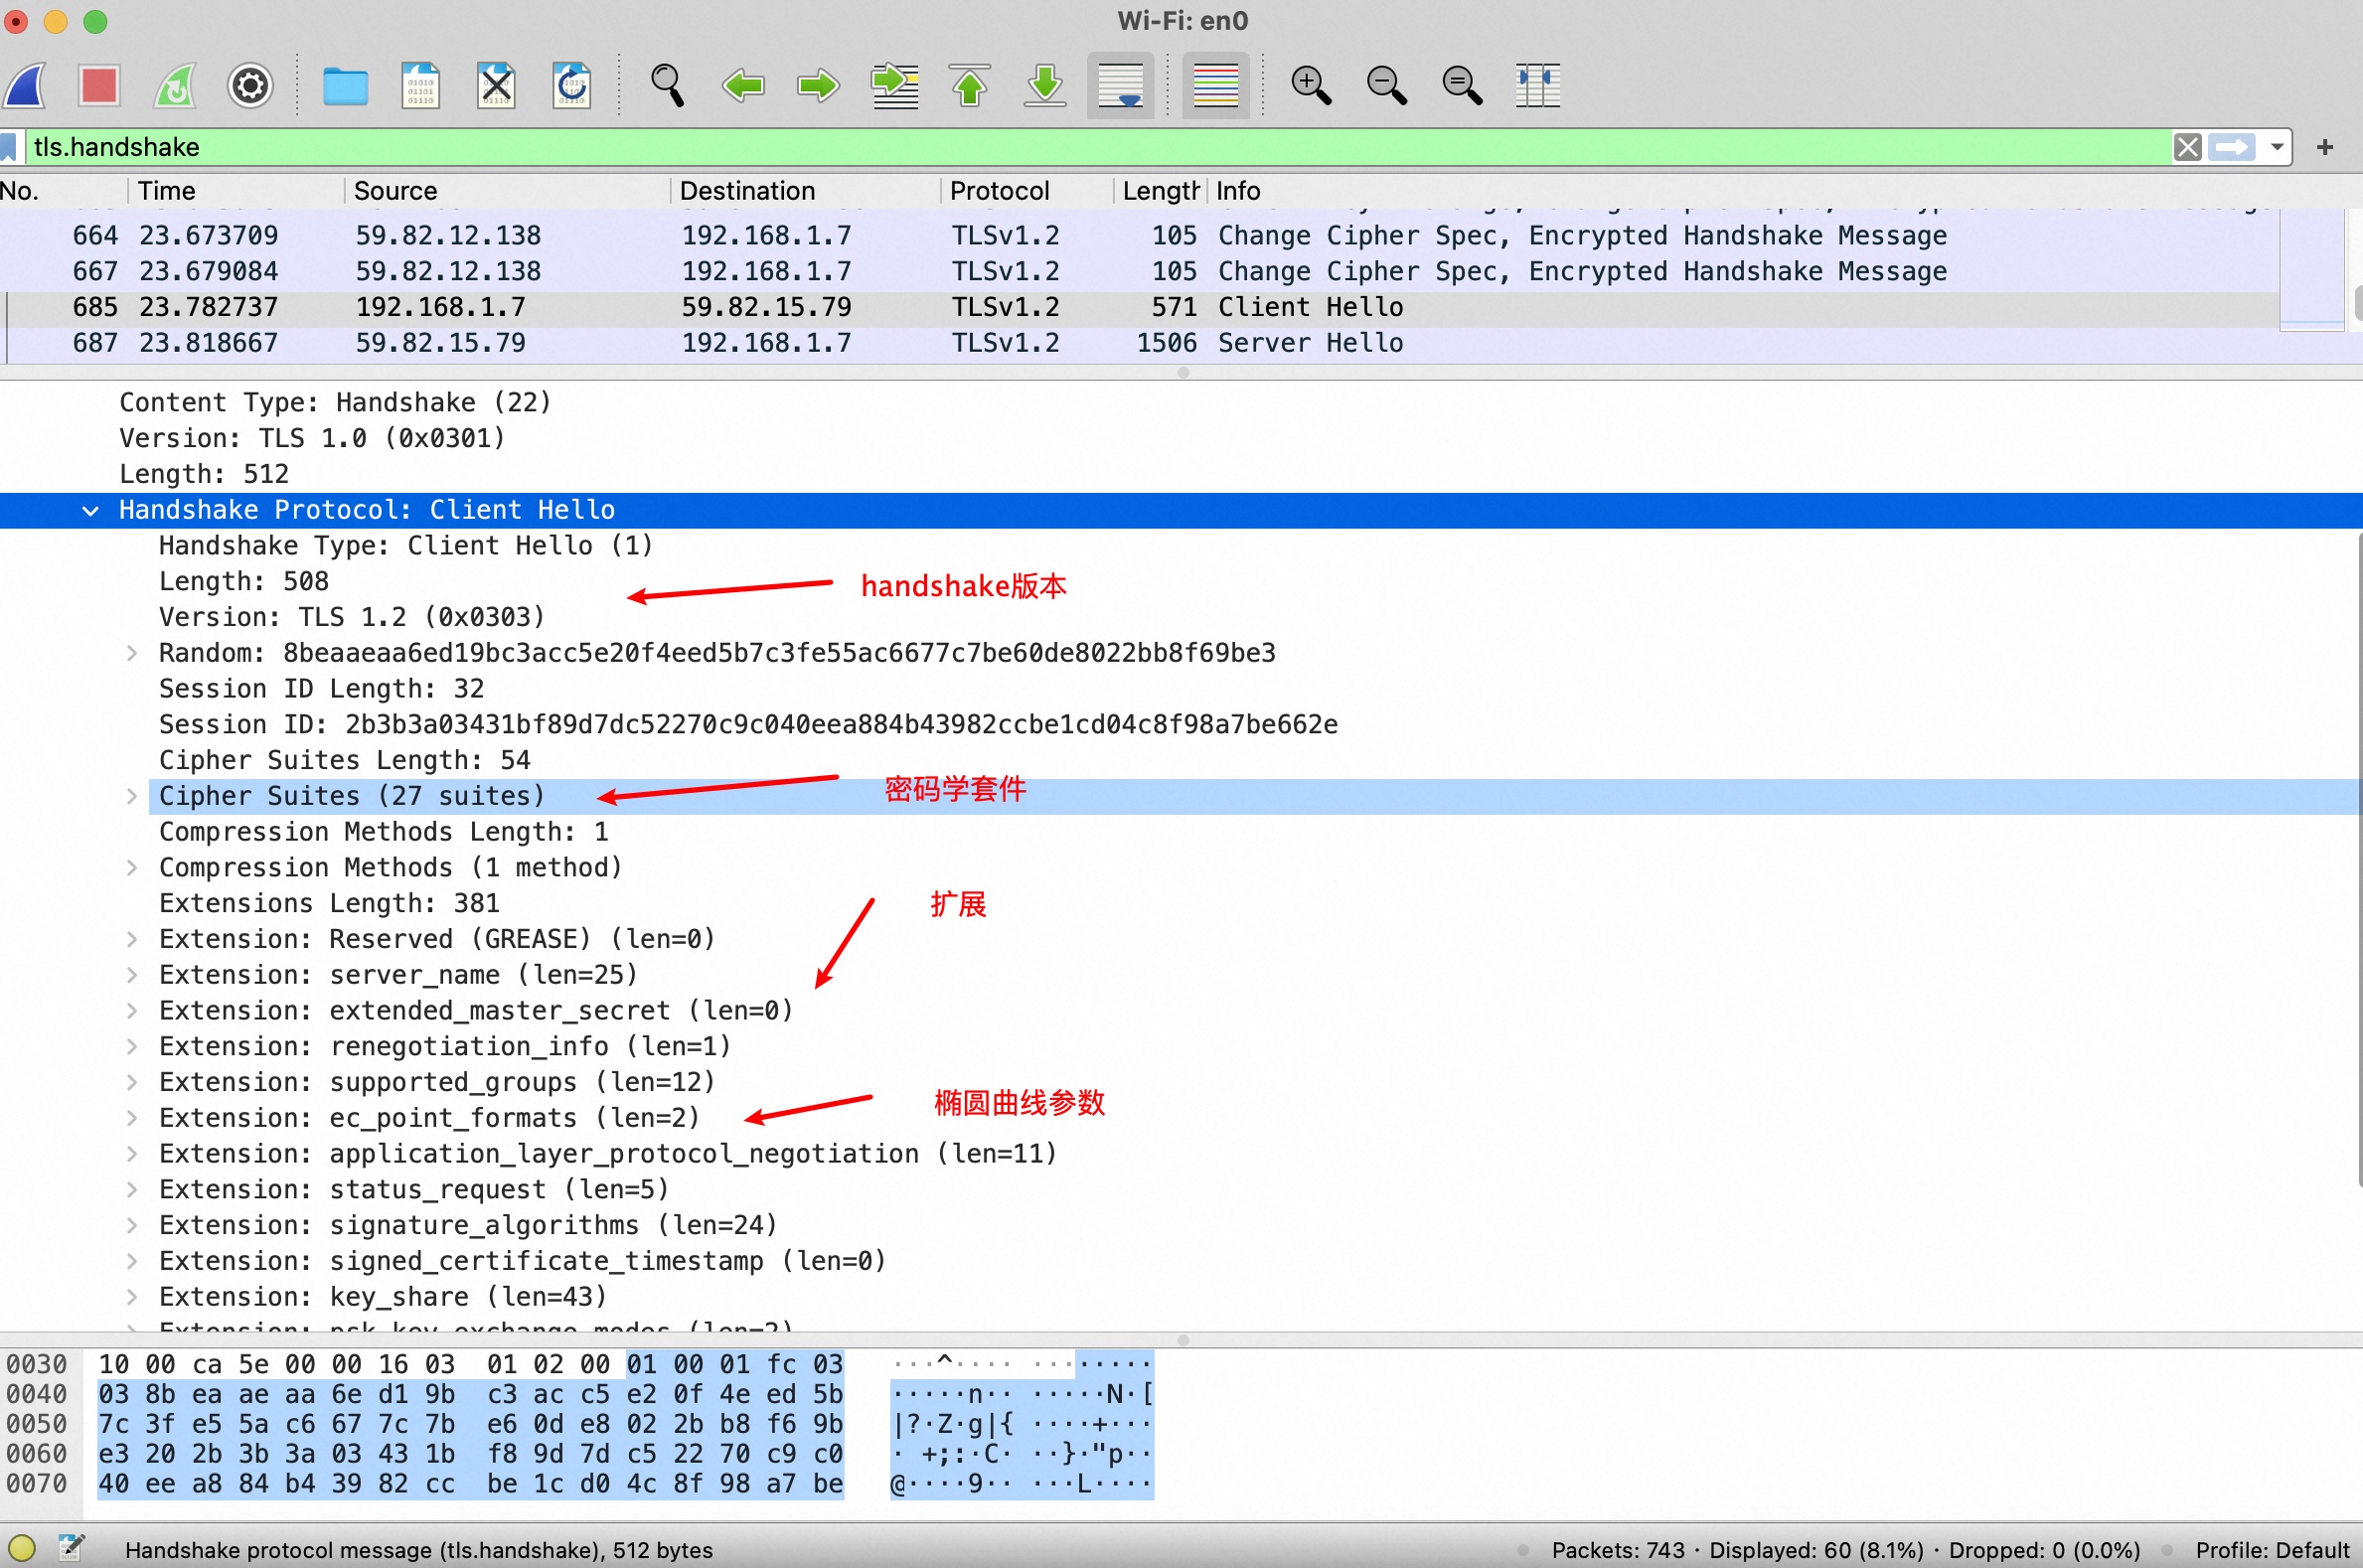 Wi-Fi: en0
tls.handshake
No. Time Source Destination Protocol Length Info
664 23.673709 59.82.12.138 192.168.1.7 TLSv1.2 105 Change Cipher Spec, Encrypted Handshake Message
667 23.679084 59.82.12.138 192.168.1.7 TLSv1.2 105 Change Cipher Spec, Encrypted Handshake Message
685 23.782737 192.168.1.7 59.82.15.79 TLSv1.2 571 Client Hello
687 23.818667 59.82.15.79 192.168.1.7 TLSv1.2 1506 Server Hello
Content Type: Handshake (22)
Version: TLS 1.0 (0x0301)
Length: 512
Handshake Protocol: Client Hello
Handshake Type: Client Hello (1)
Length: 508
handshake版本
Version: TLS 1.2 (0x0303)
Random: 8beaaeaa6ed19bc3acc5e20f4eed5b7c3fe55ac6677c7be60de8022bb8f69be3
Session ID Length: 32
Session ID: 2b3b3a03431bf89d7dc52270c9c040eea884b43982ccbe1cd04c8f98a7be662e
Cipher Suites Length: 54
Cipher Suites (27 suites)
密码学套件
Compression Methods Length: 1
Compression Methods (1 method)
Extensions Length: 381
扩展
Extension: Reserved (GREASE) (len=0)
Extension: server_name (len=25)
Extension: extended_master_secret (len=0)
Extension: renegotiation_info (len=1)
Extension: supported_groups (len=12)
Extension: ec_point_formats (len=2)
椭圆曲线参数
Extension: application_layer_protocol_negotiation (len=11)
Extension: status_request (len=5)
Extension: signature_algorithms (len=24)
Extension: signed_certificate_timestamp (len=0)
Extension: key_share (len=43)
Extension: psk_key_exchange_modes (len=2)
0030 10 00 ca 5e 00 00 16 03 01 02 00 01 00 01 fc 03 ···^···· ········
0040 03 8b ea ae aa 6e d1 9b c3 ac c5 e2 0f 4e ed 5b ·····n·· ·····N·[
0050 7c 3f e5 5a c6 67 7c 7b e6 0d e8 02 2b b8 f6 9b |?·Z·g|{ ····+···
0060 e3 20 2b 3b 3a 03 43 1b f8 9d 7d c5 22 70 c9 c0 · +;:·C· ··}·"p··
0070 40 ee a8 84 b4 39 82 cc be 1c d0 4c 8f 98 a7 be @····9·· ···L····
Handshake protocol message (tls.handshake), 512 bytes
Packets: 743 · Displayed: 60 (8.1%) · Dropped: 0 (0.0%)
Profile: Default